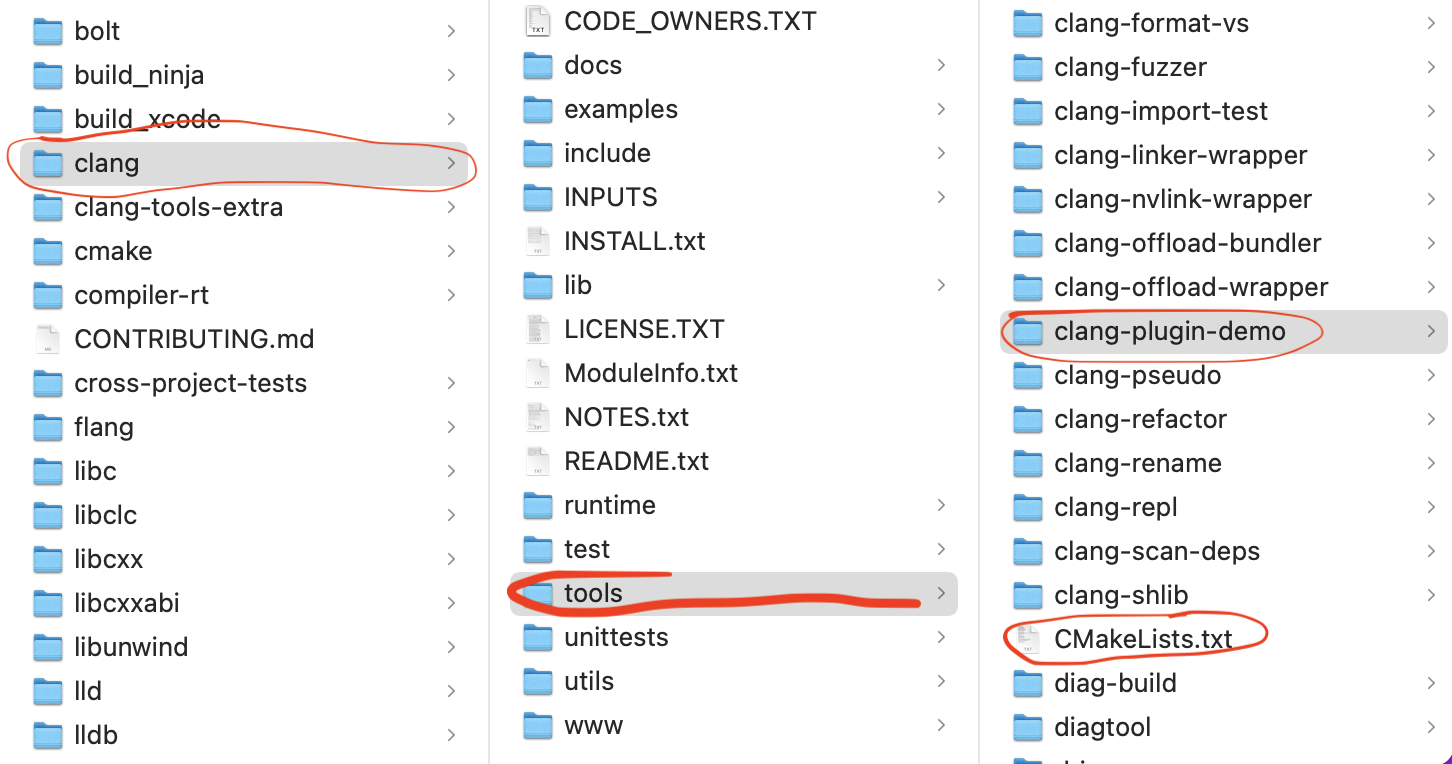 bolt
build_ninja
build_xcode
clang
clang-tools-extra
cmake
compiler-rt
CONTRIBUTING.md
cross-project-tests
flang
libc
libclc
libcxx
libcxxabi
libunwind
lld
lldb
CODE_OWNERS.TXT
docs
examples
include
INPUTS
INSTALL.txt
lib
LICENSE.TXT
ModuleInfo.txt
NOTES.txt
README.txt
runtime
test
tools
unittests
utils
www
clang-format-vs
clang-fuzzer
clang-import-test
clang-linker-wrapper
clang-nvlink-wrapper
clang-offload-bundler
clang-offload-wrapper
clang-plugin-demo
clang-pseudo
clang-refactor
clang-rename
clang-repl
clang-scan-deps
clang-shlib
CMakeLists.txt
diag-build
diagtool